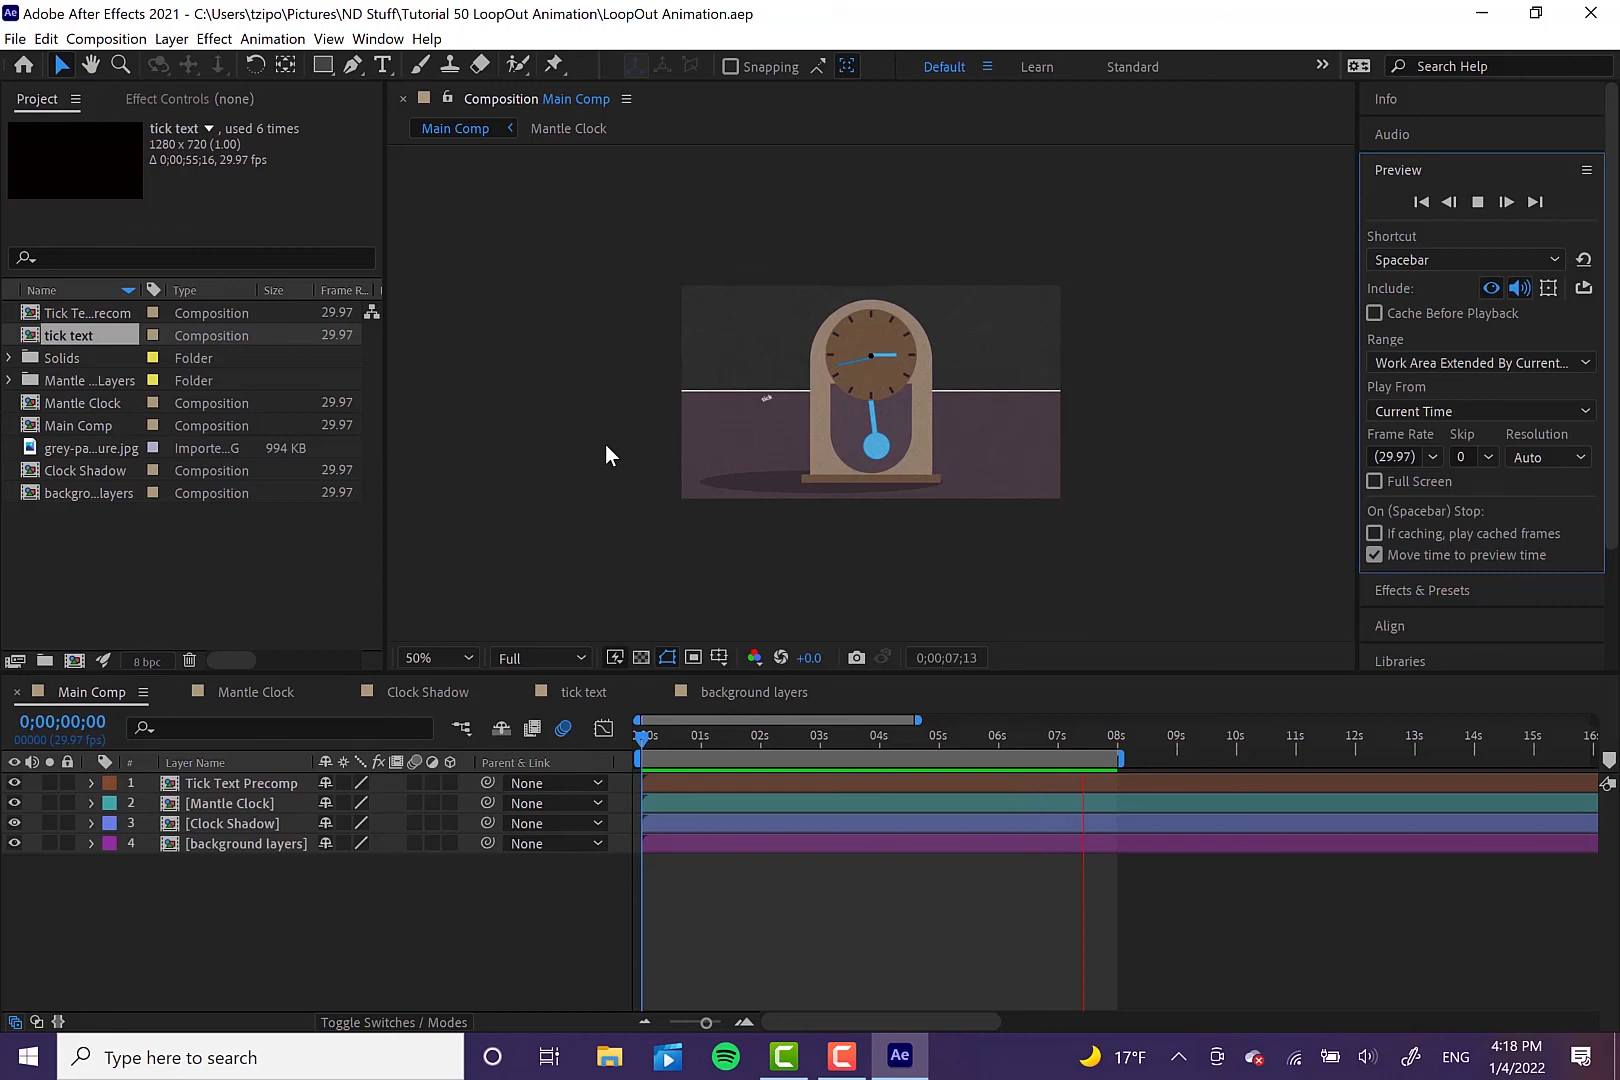 Ae Adobe After Effects 2021 - C:\Users\tzipo\Pictures\ND Stuff\Tutorial 50 LoopOut Animation\LoopOut Animation.aep
File Edit Composition Layer Effect Animation View Window Help
T Snapping Default Learn Standard Search Help
Project Effect Controls (none)
tick text , used 6 times
1280 x 720 (1.00)
Δ 0;00;55;16, 29.97 fps
Name Type Size Frame R...
Tick Te...recom Composition 29.97
tick text Composition 29.97
Solids Folder
Mantle ...Layers Folder
Mantle Clock Composition 29.97
Main Comp Composition 29.97
grey-pa...ure.jpg Importe...G 994 KB
Clock Shadow Composition 29.97
backgro...layers Composition 29.97
8 bpc
Composition Main Comp
Main Comp Mantle Clock
tick
50% Full +0.0 0;00;07;13
Info
Audio
Preview
Shortcut
Spacebar
Include:
Cache Before Playback
Range
Work Area Extended By Current...
Play From
Current Time
Frame Rate Skip Resolution
(29.97) 0 Auto
Full Screen
On (Spacebar) Stop:
If caching, play cached frames
Move time to preview time
Effects & Presets
Align
Libraries
Main Comp Mantle Clock Clock Shadow tick text background layers
0;00;00;00
00000 (29.97 fps)
01s 02s 03s 04s 05s 06s 07s 08s 09s 10s 11s 12s 13s 14s 15s 16s
# Layer Name fx Parent & Link
1 Tick Text Precomp None
2 [Mantle Clock] None
3 [Clock Shadow] None
4 [background layers] None
Toggle Switches / Modes
Type here to search
Ae
17°F
ENG
4:18 PM
1/4/2022